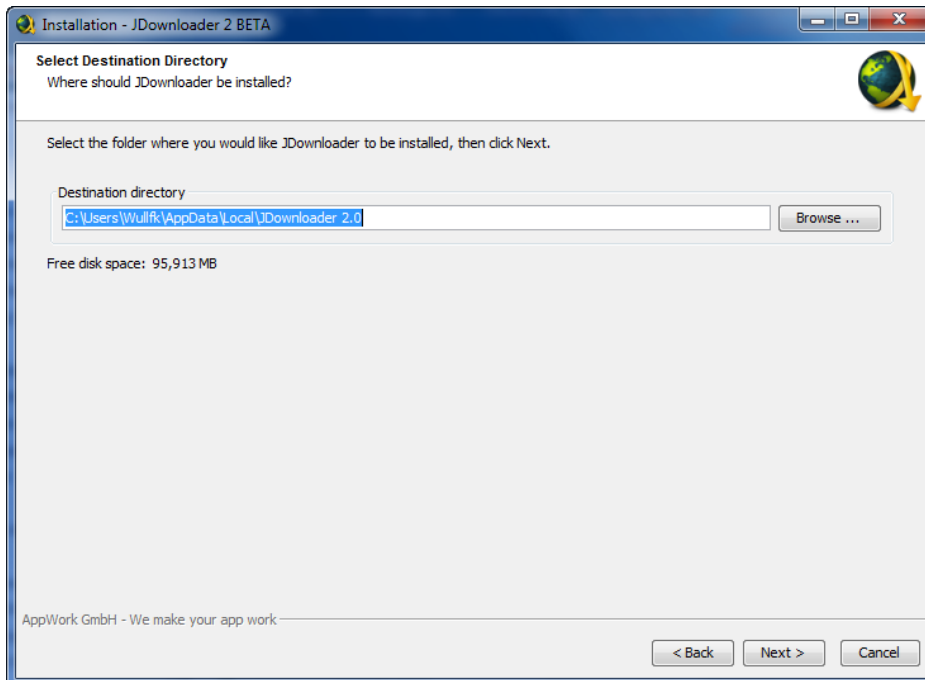 Installation - JDownloader 2 BETA
Select Destination Directory
Where should JDownloader be installed?
Select the folder where you would like JDownloader to be installed, then click Next.
Destination directory
C:\Users\Wullfk\AppData\Local\JDownloader 2.0
Browse ...
Free disk space: 95,913 MB
AppWork GmbH - We make your app work
< Back
Next >
Cancel